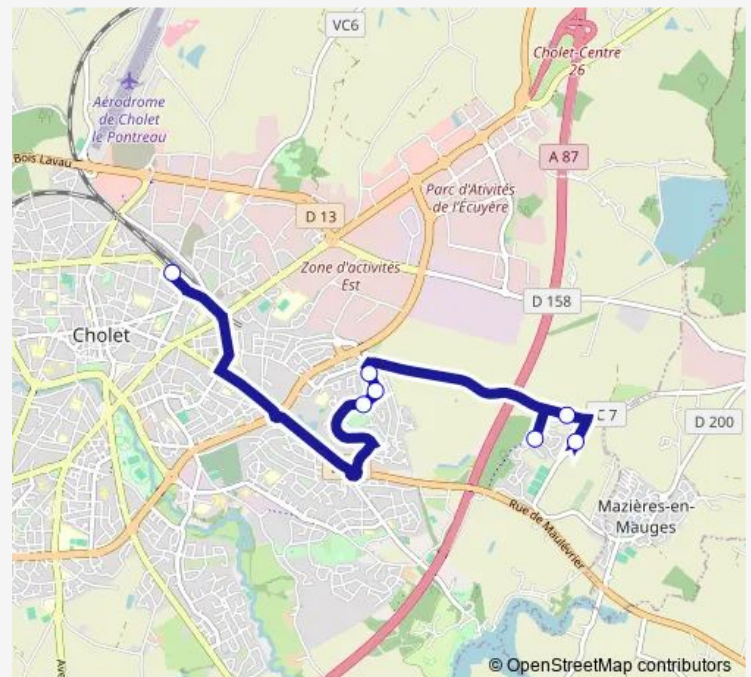 VC6
Cholet-Centre
26
Aérodrome
de Cholet
le Pontreau
Bois Lavau
A 87
Parc d'Ativités
de l'Écuyère
D 13
Zone d'activités
Est
D 158
Cholet
C 7
D 200
Mazières-en-
Mauges
Rue de Maulévrier
Ave
© OpenStreetMap contributors